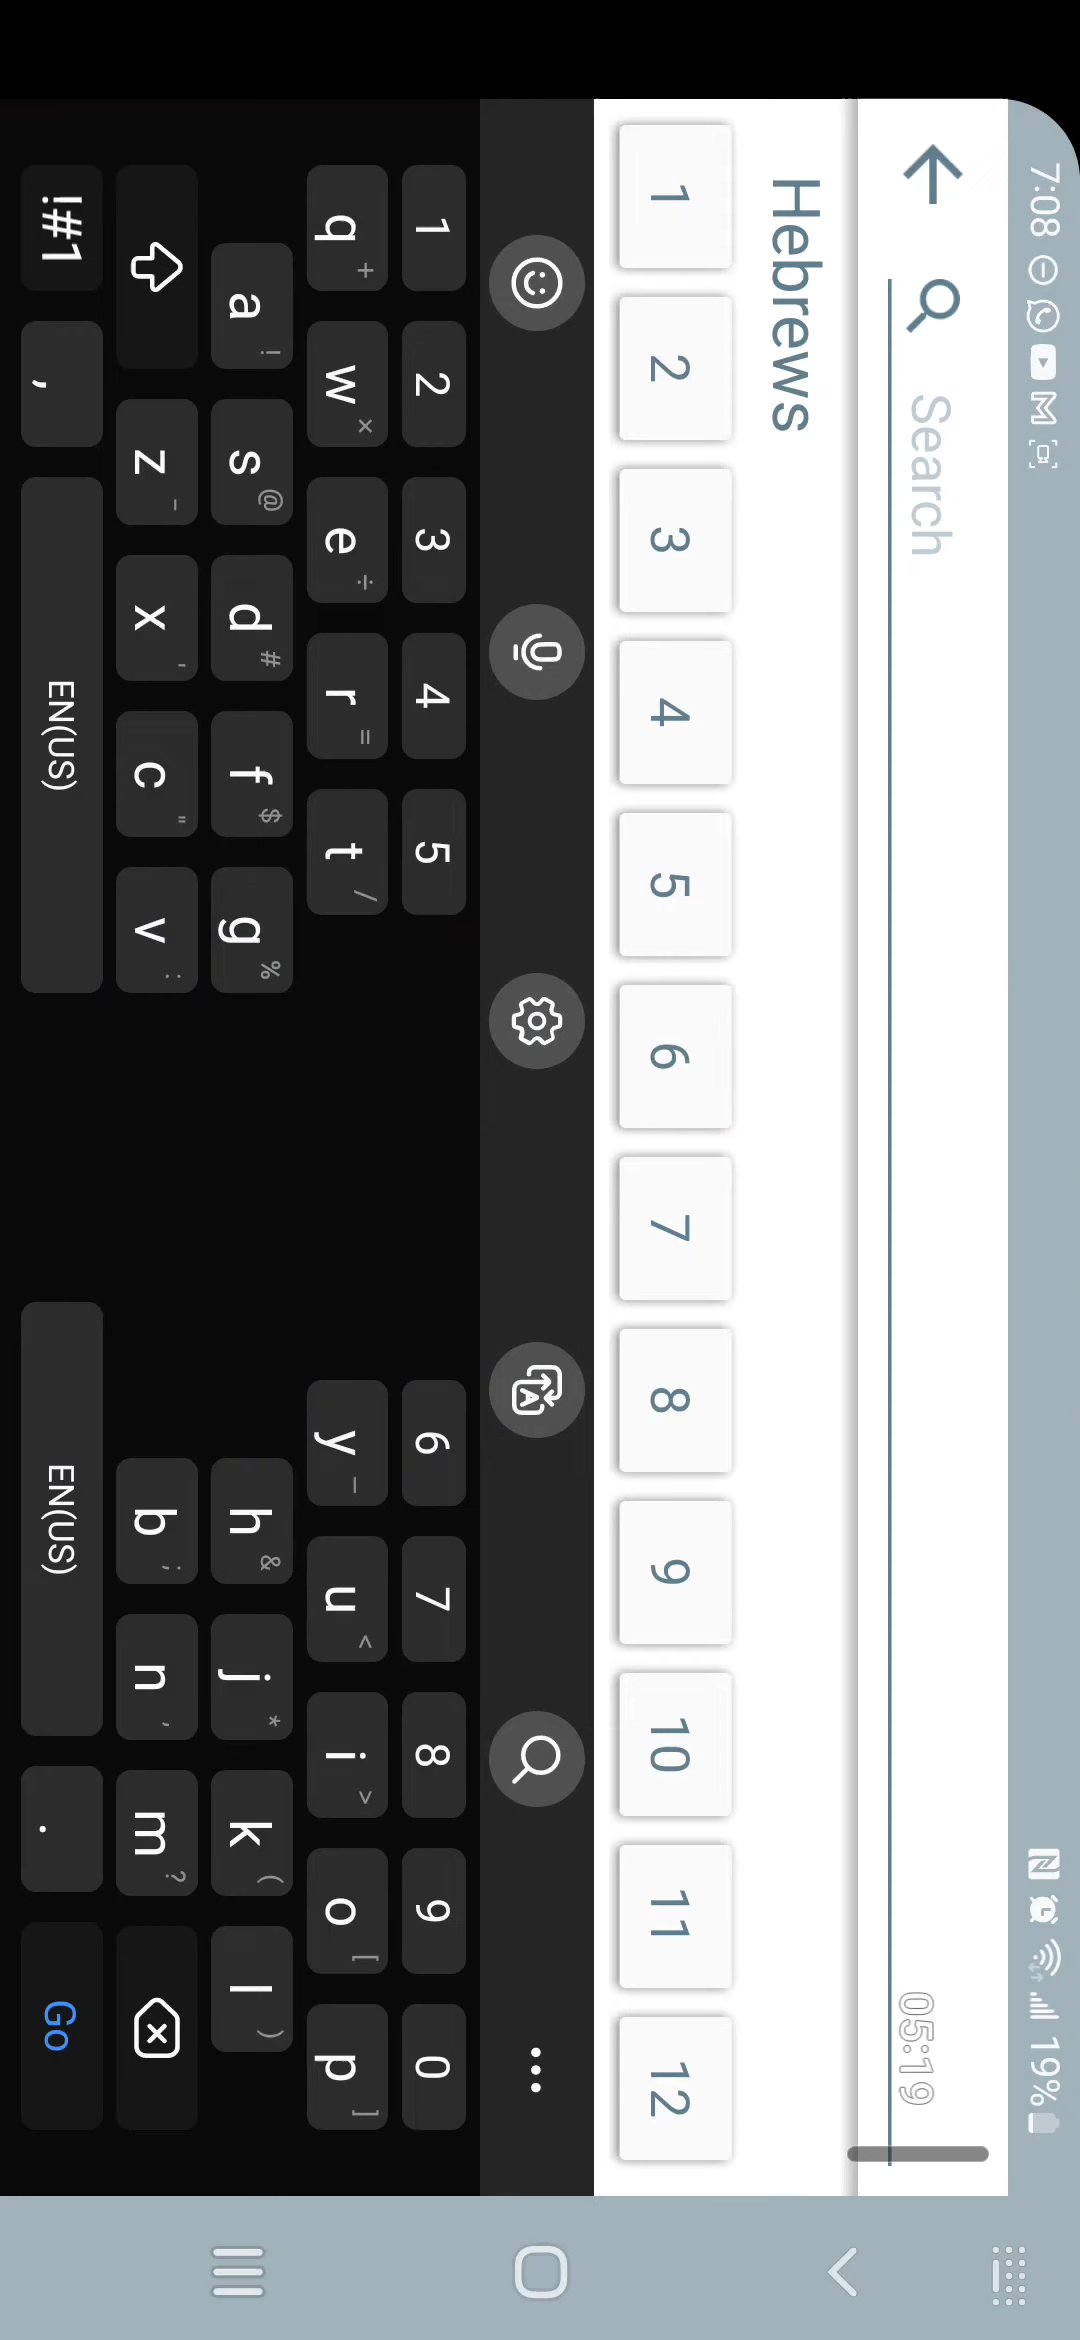 7:08 19%
Search 05:19
Hebrews
1 2 3 4 5 6 7 8 9 10 11 12
1 2 3 4 5 6 7 8 9 0
q + w × e ÷ r = t / y _ u < i > o [ p ]
a ! s @ d # f $ g % h & j * k ( l )
z - x ' c " v : b ; n , m ?
!#1 , EN(US) EN(US) . Go